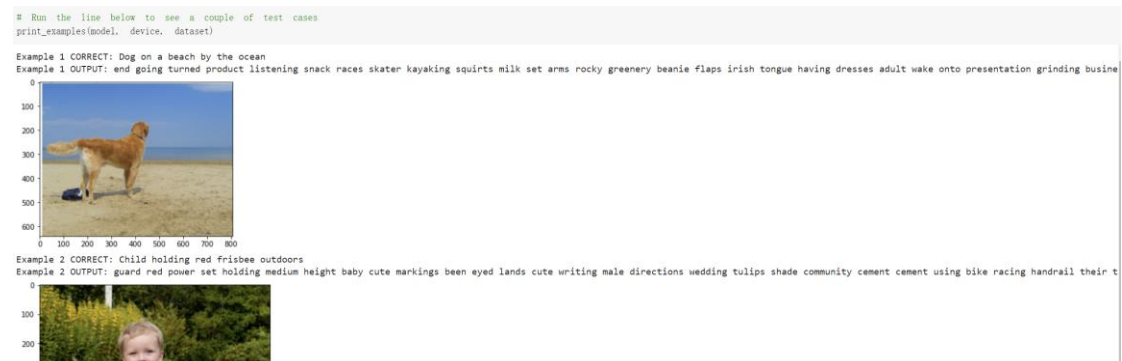 # Run the line below to see a couple of test cases
print_examples(model, device, dataset)
Example 1 CORRECT: Dog on a beach by the ocean
Example 1 OUTPUT: end going turned product listening snack races skater kayaking squirts milk set arms rocky greenery beanie flaps irish tongue having dresses adult wake onto presentation grinding busine
0
100
200
300
400
500
600
0 100 200 300 400 500 600 700 800
Example 2 CORRECT: Child holding red frisbee outdoors
Example 2 OUTPUT: guard red power set holding medium height baby cute markings been eyed lands cute writing male directions wedding tulips shade community cement cement using bike racing handrail their t
0
100
200